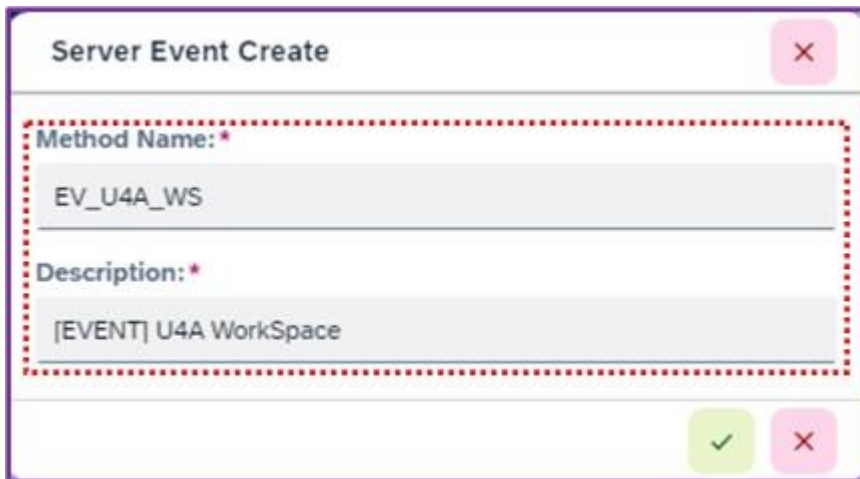 Server Event Create
Method Name:*
EV_U4A_WS
Description:*
[EVENT] U4A WorkSpace